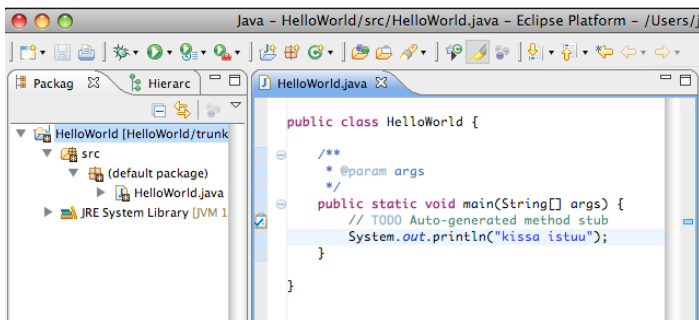 Java – HelloWorld/src/HelloWorld.java – Eclipse Platform – /Users/j
Packag
Hierarc
HelloWorld.java
HelloWorld [HelloWorld/trunk
src
(default package)
HelloWorld.java
JRE System Library [JVM 1
public class HelloWorld {
/**
* @param args
*/
public static void main(String[] args) {
// TODO Auto-generated method stub
System.out.println("kissa istuu");
}
}